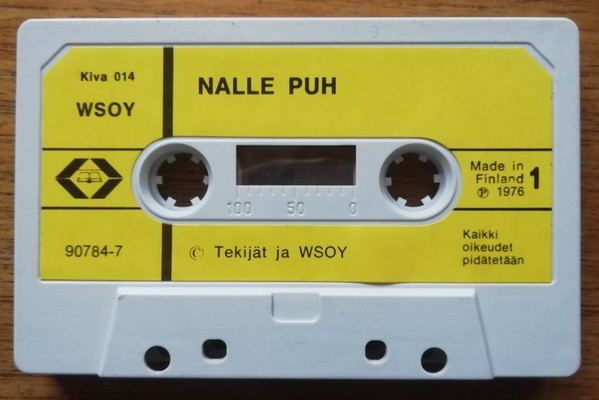 Kiva 014
WSOY
NALLE PUH
Made in
Finland
℗ 1976
1
100 50 0
90784-7
© Tekijät ja WSOY
Kaikki
oikeudet
pidätetään